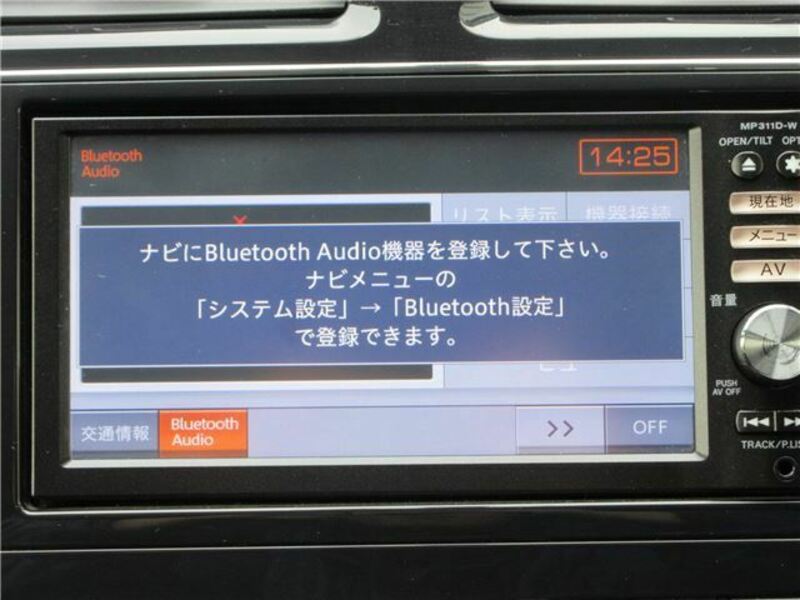 MP311D-W
OPEN/TILT
Bluetooth
Audio
14:25
リスト表示
機器接続
現在地
メニュー
AV
ナビにBluetooth Audio機器を登録して下さい。
ナビメニューの
「システム設定」→「Bluetooth設定」
で登録できます。
音量
PUSH
AV OFF
交通情報
Bluetooth
Audio
>>
OFF
TRACK/P.LIS